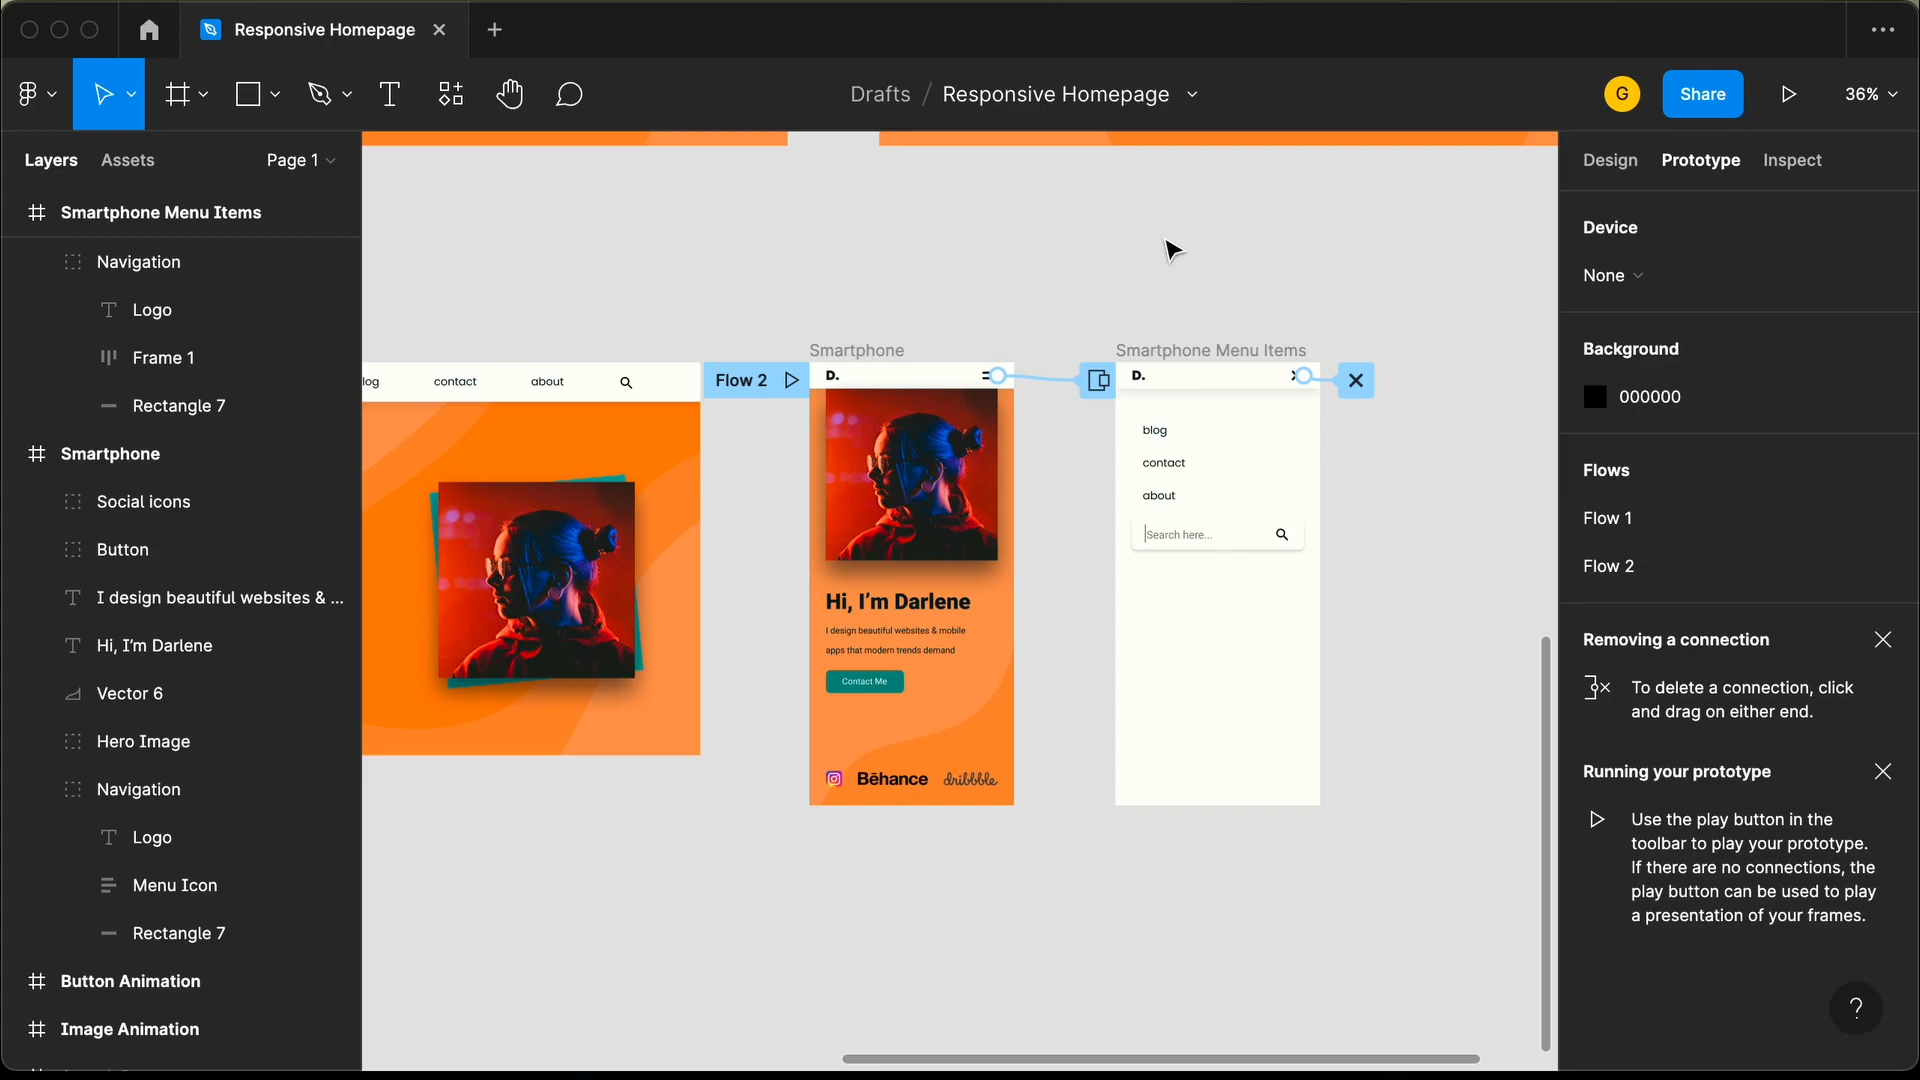 Responsive Homepage
Drafts / Responsive Homepage
G
Share
36%
Layers
Assets
Page 1
Smartphone Menu Items
Navigation
Logo
Frame 1
Rectangle 7
Smartphone
Social icons
Button
I design beautiful websites & ...
Hi, I'm Darlene
Vector 6
Hero Image
Navigation
Logo
Menu Icon
Rectangle 7
Button Animation
Image Animation
log
contact
about
Flow 2
Smartphone
D.
Hi, I'm Darlene
I design beautiful websites & mobile
apps that modern trends demand
Contact Me
Bēhance
dribbble
Smartphone Menu Items
D.
blog
contact
about
Search here...
Design
Prototype
Inspect
Device
None
Background
000000
Flows
Flow 1
Flow 2
Removing a connection
To delete a connection, click
and drag on either end.
Running your prototype
Use the play button in the
toolbar to play your prototype.
If there are no connections, the
play button can be used to play
a presentation of your frames.
?